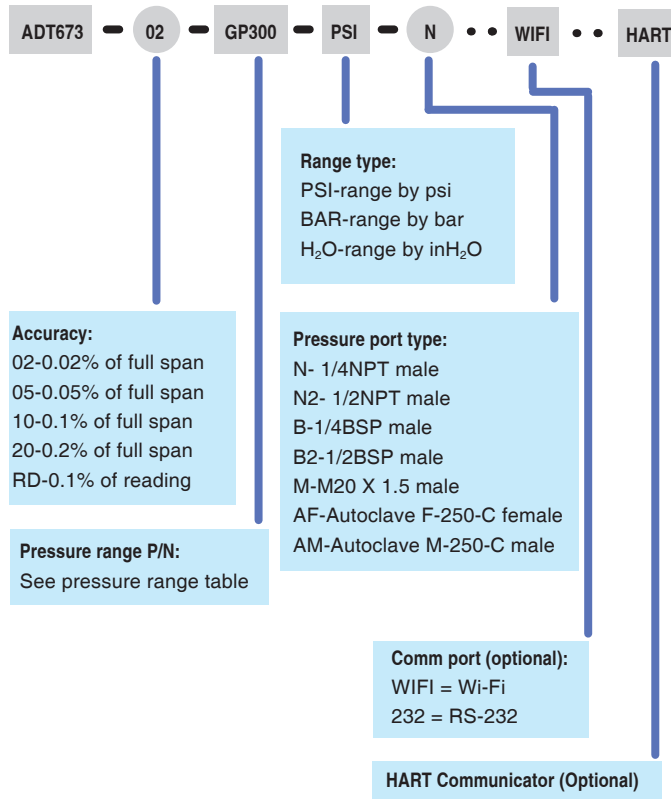 ADT673 – 02 – GP300 – PSI – N •• WIFI •• HART
Range type:
PSI-range by psi
BAR-range by bar
H₂O-range by inH₂O
Accuracy:
02-0.02% of full span
05-0.05% of full span
10-0.1% of full span
20-0.2% of full span
RD-0.1% of reading
Pressure port type:
N- 1/4NPT male
N2- 1/2NPT male
B-1/4BSP male
B2-1/2BSP male
M-M20 X 1.5 male
AF-Autoclave F-250-C female
AM-Autoclave M-250-C male
Pressure range P/N:
See pressure range table
Comm port (optional):
WIFI = Wi-Fi
232 = RS-232
HART Communicator (Optional)